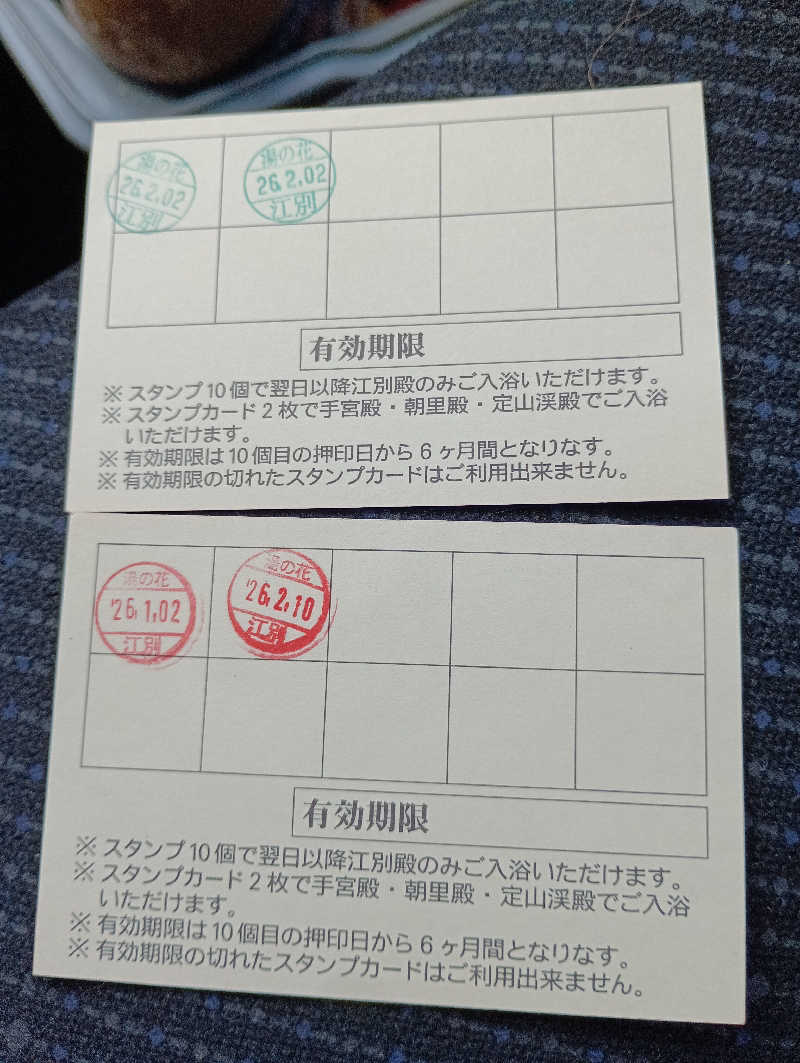 湯の花
26.2.02
江別
湯の花
26.2.02
江別
有効期限
※ スタンプ10個で翌日以降江別殿のみご入浴いただけます。
※ スタンプカード2枚で手宮殿・朝里殿・定山渓殿でご入浴
いただけます。
※ 有効期限は10個目の押印日から6ヶ月間となりなす。
※ 有効期限の切れたスタンプカードはご利用出来ません。
湯の花
'26.1.02
江別
湯の花
'26.2.10
江別
有効期限
※ スタンプ10個で翌日以降江別殿のみご入浴いただけます。
※ スタンプカード2枚で手宮殿・朝里殿・定山渓殿でご入浴
いただけます。
※ 有効期限は10個目の押印日から6ヶ月間となりなす。
※ 有効期限の切れたスタンプカードはご利用出来ません。